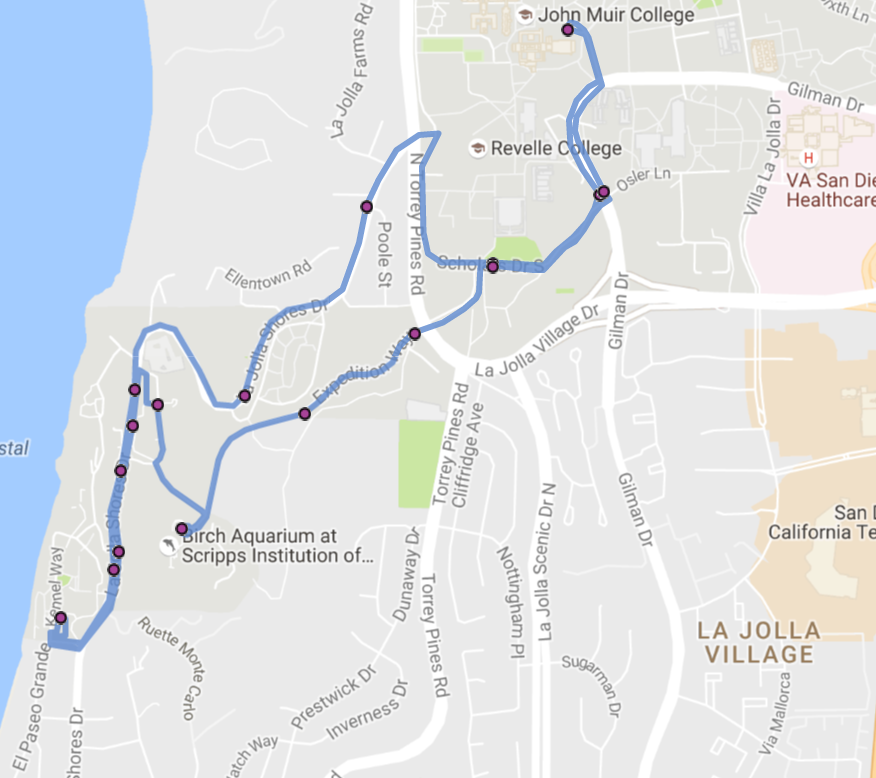 John Muir College
xth Ln
La Jolla Farms Rd
Gilman Dr
Revelle College
N Torrey Pines Rd
Osler Ln
Villa La Jolla Dr
H
VA San Die
Healthcare
Poole St
Scholars Dr S
Ellentown Rd
La Jolla Shores Dr
Gilman Dr
La Jolla Village Dr
Expedition Way
Torrey Pines Rd
Cliffridge Ave
stal
La Jolla Shores Dr
Gilman Dr
La Jolla Scenic Dr N
San D
California Te
Birch Aquarium at
Scripps Institution of...
Kennel Way
Dunaway Dr
Nottingham Pl
Torrey Pines Rd
Ruette Monte Carlo
LA JOLLA
VILLAGE
El Paseo Grande
Sugarman Dr
Prestwick Dr
Inverness Dr
Via Mallorca
Shores Dr
atch Way
d